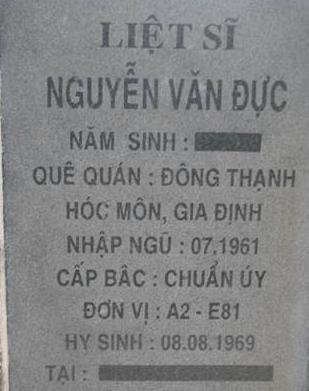 LIỆT SĨ
NGUYỄN VĂN ĐỰC
NĂM SINH :
QUÊ QUÁN : ĐÔNG THẠNH
HÓC MÔN, GIA ĐỊNH
NHẬP NGŨ : 07.1961
CẤP BẬC : CHUẨN ÚY
ĐƠN VỊ : A2 - E81
HY SINH : 08.08.1969
TẠI :